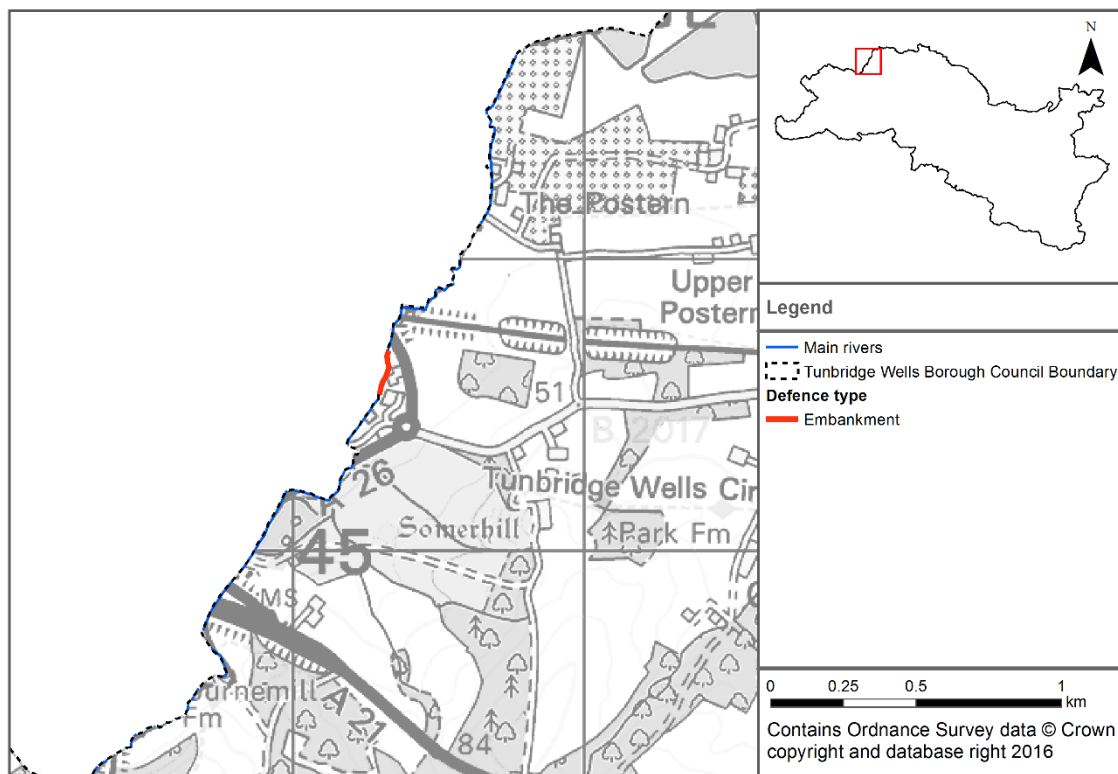 The Postern
Upper
Postern
51
B 2017
26
Tunbridge Wells Cir
Somerhill
Park Fm
45
MS
urnemill
Fm
A 21
84
N
Legend
Main rivers
Tunbridge Wells Borough Council Boundary
Defence type
Embankment
0 0.25 0.5 1
km
Contains Ordnance Survey data © Crown
copyright and database right 2016